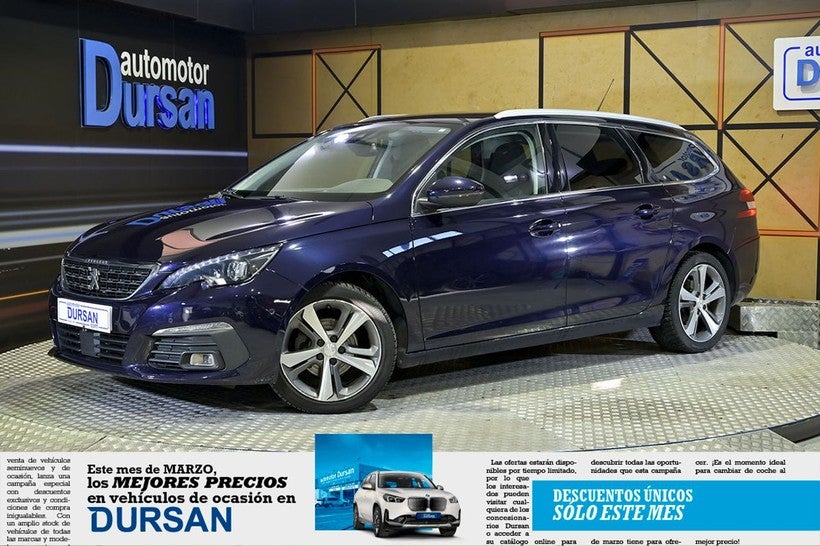 automotor
Dursan
au
D
DURSAN
venta de vehículos
seminuevos y de
ocasión, lanza una
campaña especial
con descuentos
exclusivos y condi-
ciones de compra
inigualables. Con
un amplio stock de
vehículos de todas
las marcas y mode-
Este mes de MARZO,
los MEJORES PRECIOS
en vehículos de ocasión en
DURSAN
automotor Dursan
Las ofertas estarán dispo-
nibles por tiempo limitado,
por lo que
los interesa-
dos pueden
visitar cual-
quiera de los
concesiona-
rios Dursan
o acceder a
su catálogo
online para
descubrir todas las oportu-
nidades que esta campaña
de marzo tiene para ofre-
cer. ¡Es el momento ideal
para cambiar de coche al
mejor precio!
DESCUENTOS ÚNICOS
SÓLO ESTE MES